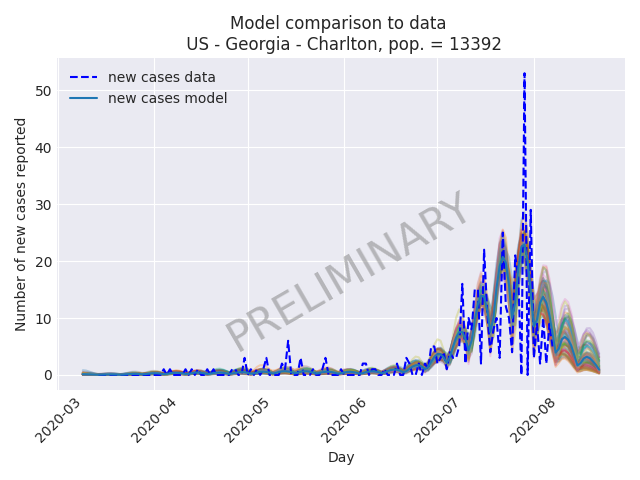 Model comparison to data
US - Georgia - Charlton, pop. = 13392
new cases data
new cases model
PRELIMINARY
Number of new cases reported
50
40
30
20
10
0
2020-03
2020-04
2020-05
2020-06
2020-07
2020-08
Day